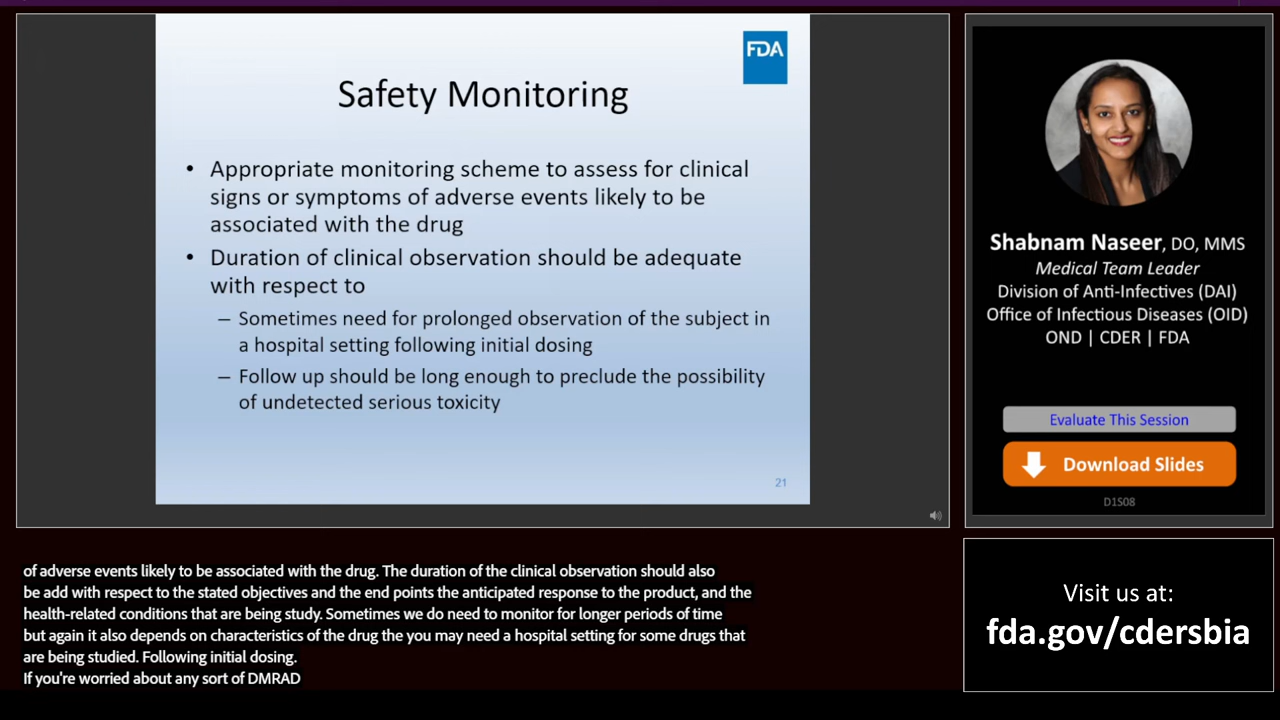 FDA
Safety Monitoring
• Appropriate monitoring scheme to assess for clinical
signs or symptoms of adverse events likely to be
associated with the drug
• Duration of clinical observation should be adequate
with respect to
– Sometimes need for prolonged observation of the subject in
a hospital setting following initial dosing
– Follow up should be long enough to preclude the possibility
of undetected serious toxicity
21
Shabnam Naseer, DO, MMS
Medical Team Leader
Division of Anti-Infectives (DAI)
Office of Infectious Diseases (OID)
OND | CDER | FDA
Evaluate This Session
Download Slides
D1S08
of adverse events likely to be associated with the drug. The duration of the clinical observation should also
be add with respect to the stated objectives and the end points the anticipated response to the product, and the
health-related conditions that are being study. Sometimes we do need to monitor for longer periods of time
but again it also depends on characteristics of the drug the you may need a hospital setting for some drugs that
are being studied. Following initial dosing.
If you're worried about any sort of DMRAD
Visit us at:
fda.gov/cdersbia